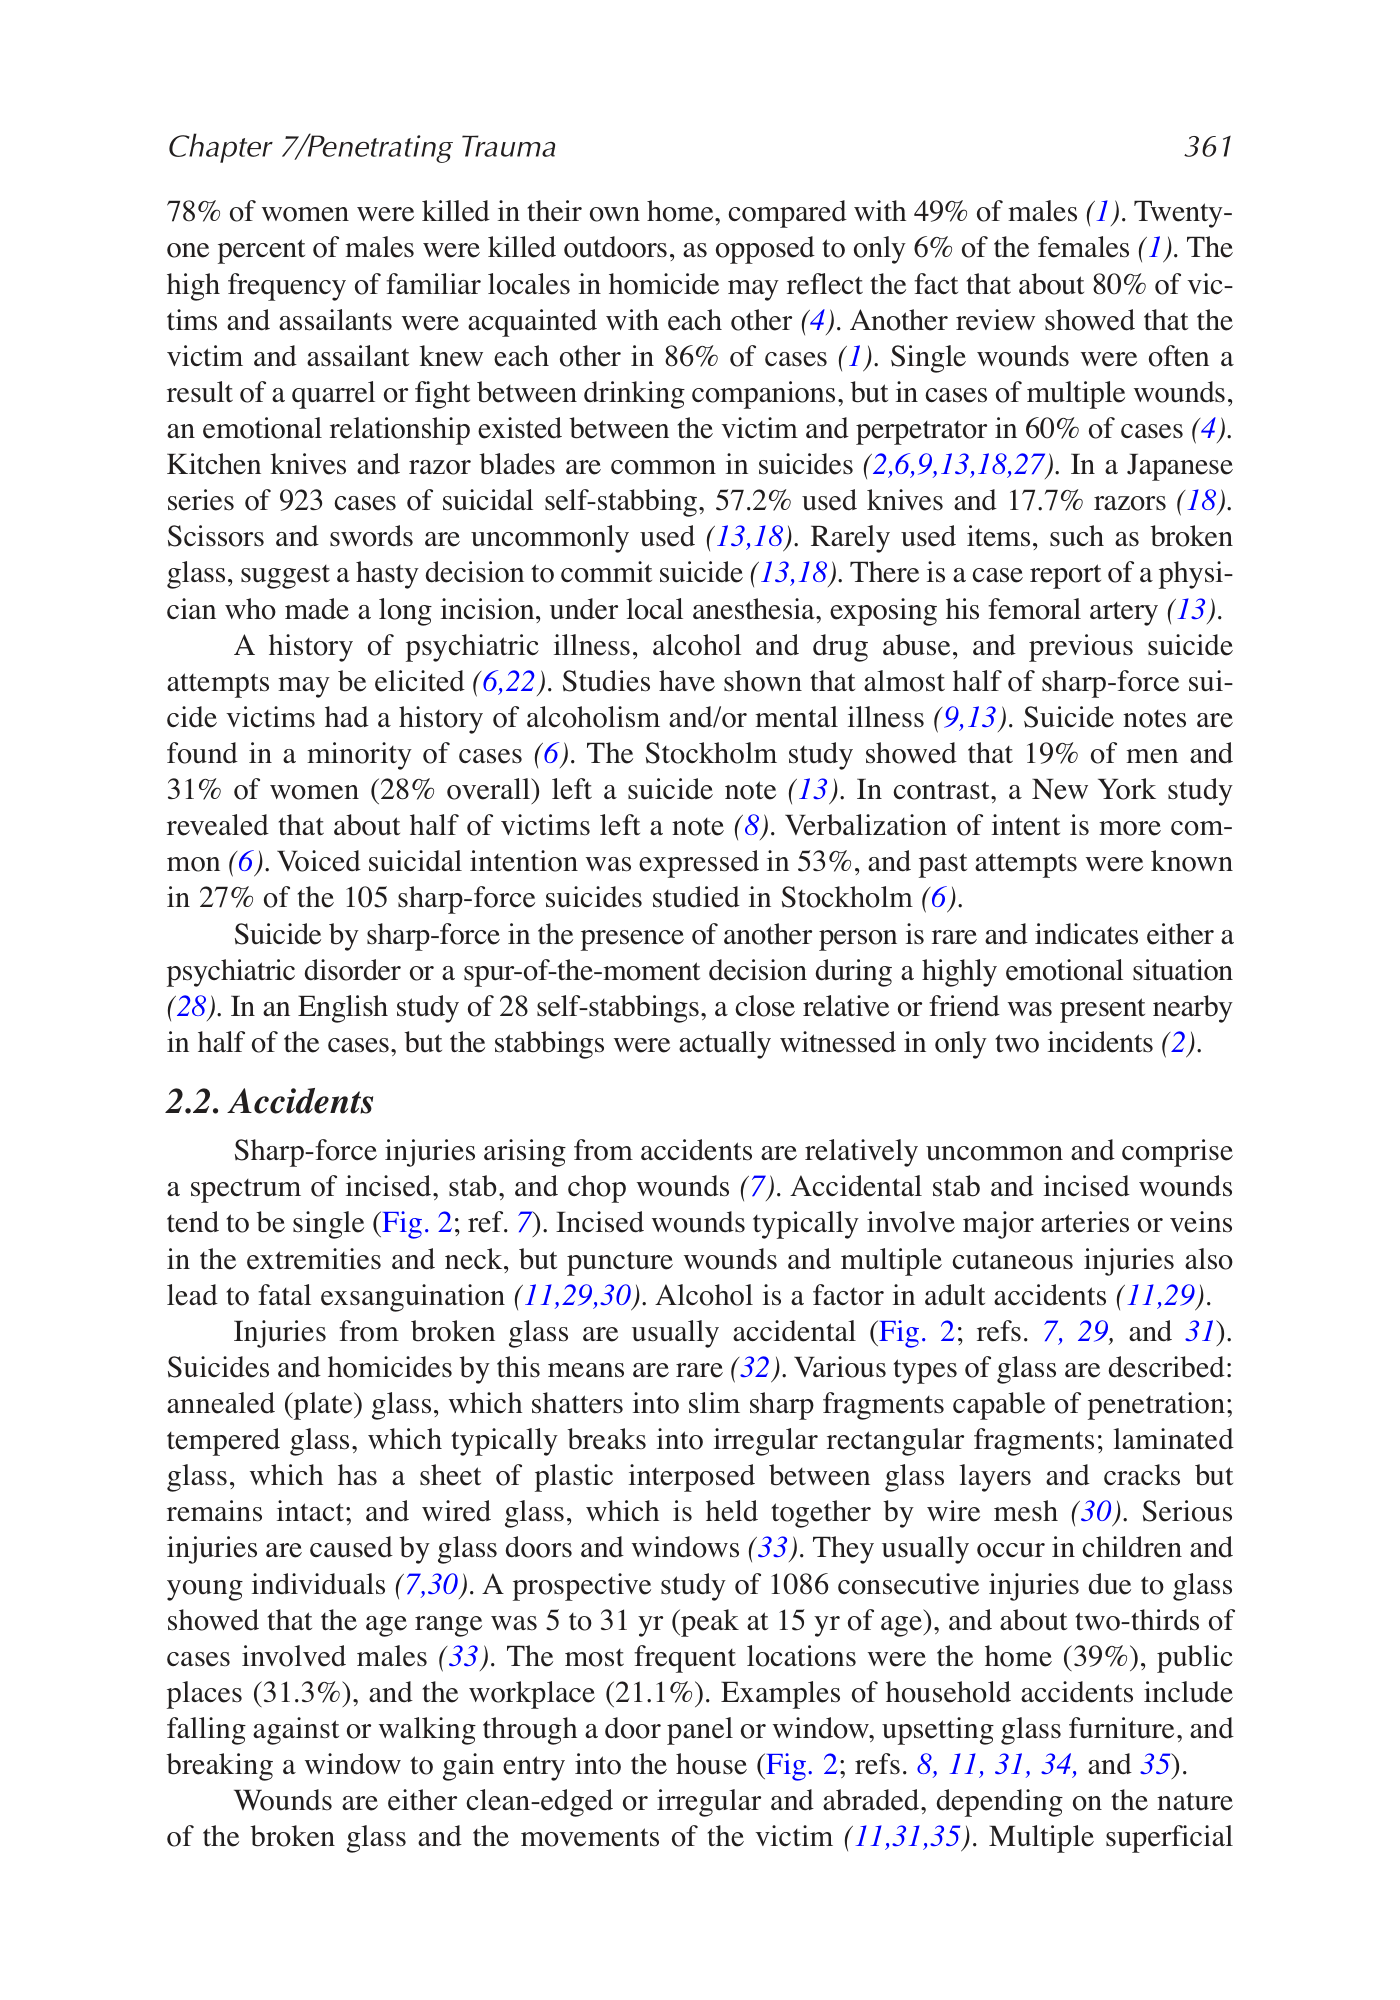 Chapter 7/Penetrating Trauma 361
78% of women were killed in their own home, compared with 49% of males (1). Twenty-
one percent of males were killed outdoors, as opposed to only 6% of the females (1). The
high frequency of familiar locales in homicide may reflect the fact that about 80% of vic-
tims and assailants were acquainted with each other (4). Another review showed that the
victim and assailant knew each other in 86% of cases (1). Single wounds were often a
result of a quarrel or fight between drinking companions, but in cases of multiple wounds,
an emotional relationship existed between the victim and perpetrator in 60% of cases (4).
Kitchen knives and razor blades are common in suicides (2,6,9,13,18,27). In a Japanese
series of 923 cases of suicidal self-stabbing, 57.2% used knives and 17.7% razors (18).
Scissors and swords are uncommonly used (13,18). Rarely used items, such as broken
glass, suggest a hasty decision to commit suicide (13,18). There is a case report of a physi-
cian who made a long incision, under local anesthesia, exposing his femoral artery (13).
A history of psychiatric illness, alcohol and drug abuse, and previous suicide
attempts may be elicited (6,22). Studies have shown that almost half of sharp-force sui-
cide victims had a history of alcoholism and/or mental illness (9,13). Suicide notes are
found in a minority of cases (6). The Stockholm study showed that 19% of men and
31% of women (28% overall) left a suicide note (13). In contrast, a New York study
revealed that about half of victims left a note (8). Verbalization of intent is more com-
mon (6). Voiced suicidal intention was expressed in 53%, and past attempts were known
in 27% of the 105 sharp-force suicides studied in Stockholm (6).
Suicide by sharp-force in the presence of another person is rare and indicates either a
psychiatric disorder or a spur-of-the-moment decision during a highly emotional situation
(28). In an English study of 28 self-stabbings, a close relative or friend was present nearby
in half of the cases, but the stabbings were actually witnessed in only two incidents (2).
2.2. Accidents
Sharp-force injuries arising from accidents are relatively uncommon and comprise
a spectrum of incised, stab, and chop wounds (7). Accidental stab and incised wounds
tend to be single (Fig. 2; ref. 7). Incised wounds typically involve major arteries or veins
in the extremities and neck, but puncture wounds and multiple cutaneous injuries also
lead to fatal exsanguination (11,29,30). Alcohol is a factor in adult accidents (11,29).
Injuries from broken glass are usually accidental (Fig. 2; refs. 7, 29, and 31).
Suicides and homicides by this means are rare (32). Various types of glass are described:
annealed (plate) glass, which shatters into slim sharp fragments capable of penetration;
tempered glass, which typically breaks into irregular rectangular fragments; laminated
glass, which has a sheet of plastic interposed between glass layers and cracks but
remains intact; and wired glass, which is held together by wire mesh (30). Serious
injuries are caused by glass doors and windows (33). They usually occur in children and
young individuals (7,30). A prospective study of 1086 consecutive injuries due to glass
showed that the age range was 5 to 31 yr (peak at 15 yr of age), and about two-thirds of
cases involved males (33). The most frequent locations were the home (39%), public
places (31.3%), and the workplace (21.1%). Examples of household accidents include
falling against or walking through a door panel or window, upsetting glass furniture, and
breaking a window to gain entry into the house (Fig. 2; refs. 8, 11, 31, 34, and 35).
Wounds are either clean-edged or irregular and abraded, depending on the nature
of the broken glass and the movements of the victim (11,31,35). Multiple superficial